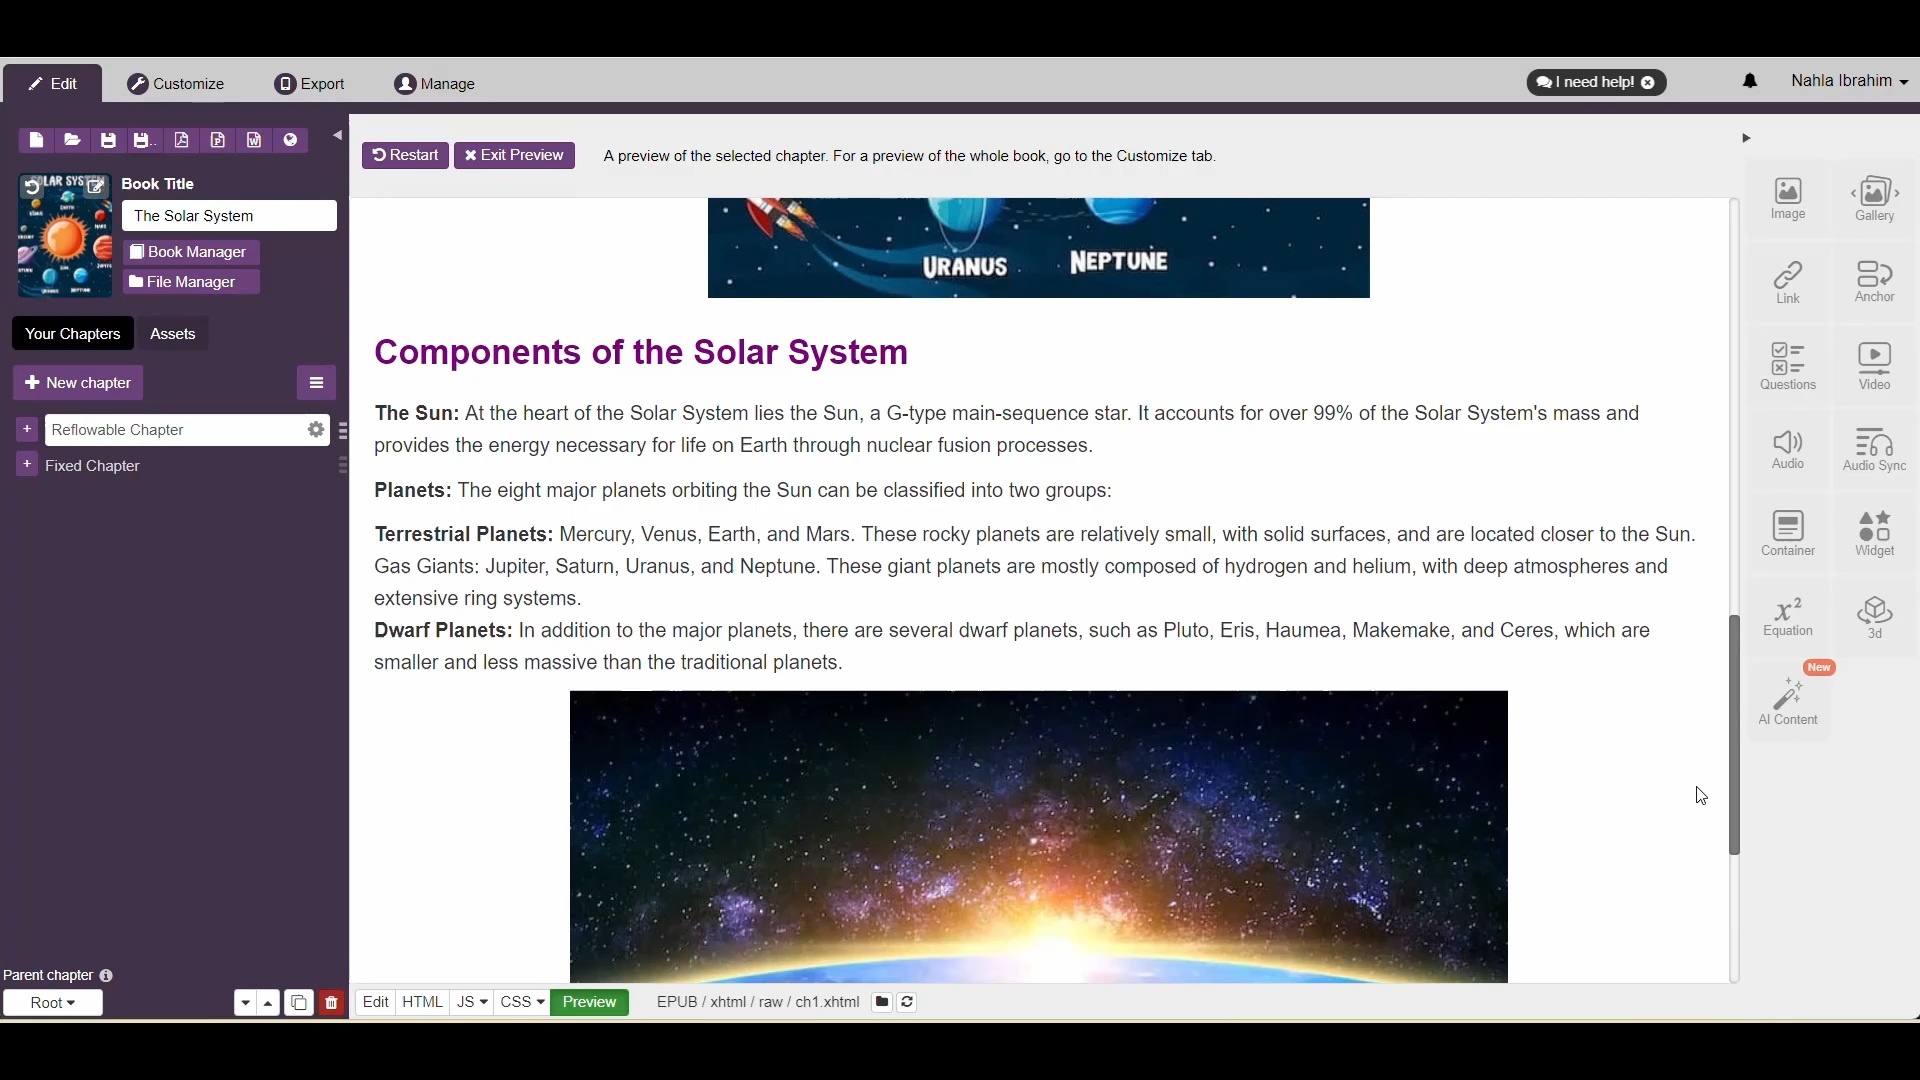 Edit
Customize
Export
Manage
I need help!
Nahla Ibrahim
Restart
Exit Preview
A preview of the selected chapter. For a preview of the whole book, go to the Customize tab.
SOLAR SYSTEM
Book Title
The Solar System
Book Manager
File Manager
Your Chapters
Assets
New chapter
Reflowable Chapter
Fixed Chapter
URANUS
NEPTUNE
Components of the Solar System
The Sun: At the heart of the Solar System lies the Sun, a G-type main-sequence star. It accounts for over 99% of the Solar System's mass and
provides the energy necessary for life on Earth through nuclear fusion processes.
Planets: The eight major planets orbiting the Sun can be classified into two groups:
Terrestrial Planets: Mercury, Venus, Earth, and Mars. These rocky planets are relatively small, with solid surfaces, and are located closer to the Sun.
Gas Giants: Jupiter, Saturn, Uranus, and Neptune. These giant planets are mostly composed of hydrogen and helium, with deep atmospheres and
extensive ring systems.
Dwarf Planets: In addition to the major planets, there are several dwarf planets, such as Pluto, Eris, Haumea, Makemake, and Ceres, which are
smaller and less massive than the traditional planets.
Image
Gallery
Link
Anchor
Questions
Video
Audio
Audio Sync
Container
Widget
x²
Equation
3d
New
AI Content
Parent chapter
Root
Edit
HTML
JS
CSS
Preview
EPUB / xhtml / raw / ch1.xhtml